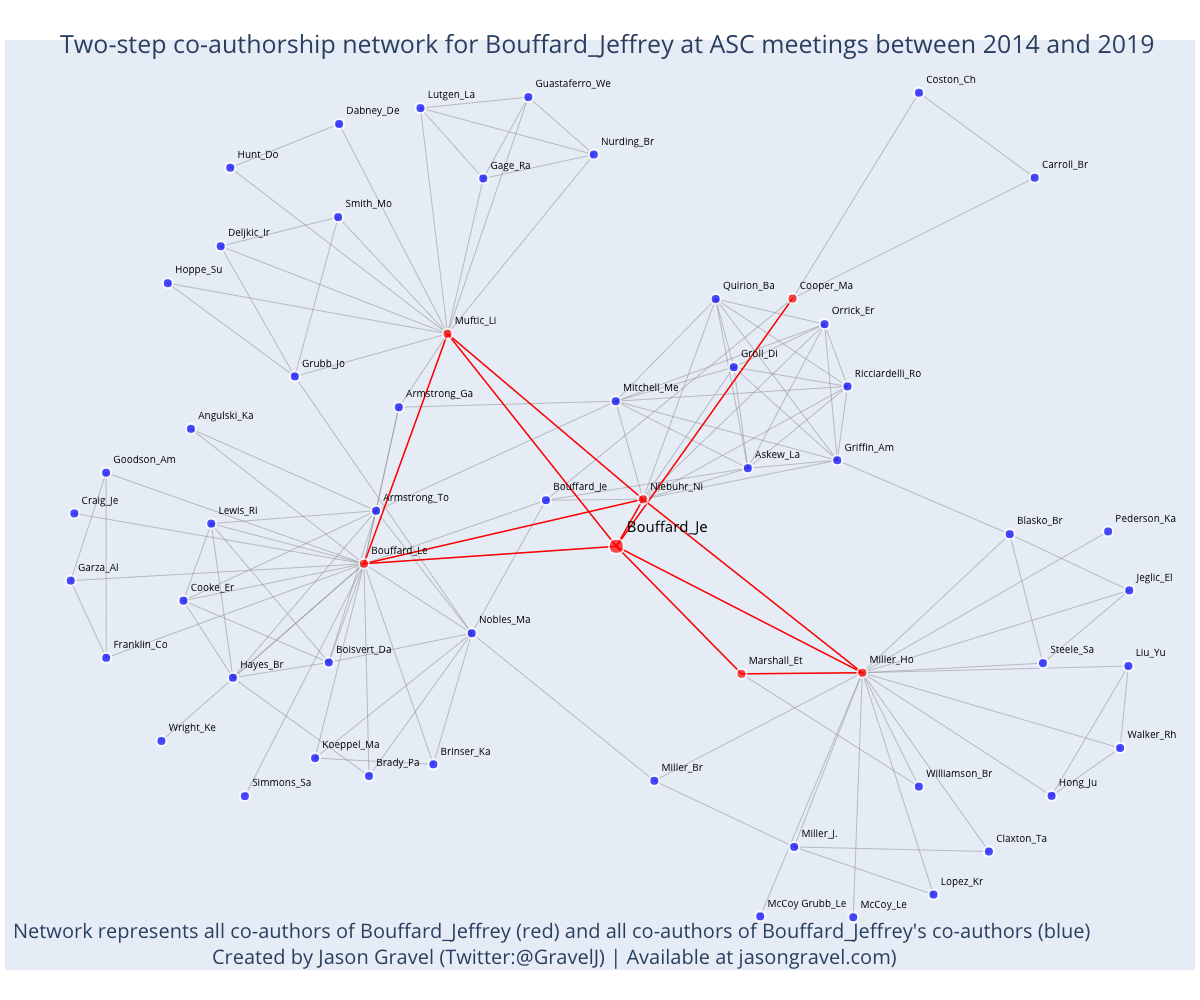 Two-step co-authorship network for Bouffard_Jeffrey at ASC meetings between 2014 and 2019
Coston_Ch
Guastaferro_We
Lutgen_La
Dabney_De
Nurding_Br
Hunt_Do
Gage_Ra
Carroll_Br
Smith_Mo
Deljkic_Ir
Hoppe_Su
Quirion_Ba
Cooper_Ma
Orrick_Er
Muftic_Li
Groll_Di
Grubb_Jo
Ricciardelli_Ro
Mitchell_Me
Armstrong_Ga
Angulski_Ka
Griffin_Am
Askew_La
Goodson_Am
Bouffard_Je
Niebuhr_Ni
Craig_Je
Armstrong_To
Lewis_Ri
Bouffard_Je
Blasko_Br
Pederson_Ka
Bouffard_Le
Garza_Al
Jeglic_El
Cooke_Er
Nobles_Ma
Franklin_Co
Boisvert_Da
Hayes_Br
Marshall_Et
Miller_Ho
Steele_Sa
Liu_Yu
Wright_Ke
Walker_Rh
Koeppel_Ma
Brinser_Ka
Brady_Pa
Simmons_Sa
Miller_Br
Williamson_Br
Hong_Ju
Miller_J.
Claxton_Ta
Lopez_Kr
McCoy Grubb_Le
McCoy_Le
Network represents all co-authors of Bouffard_Jeffrey (red) and all co-authors of Bouffard_Jeffrey's co-authors (blue)
Created by Jason Gravel (Twitter:@GravelJ) | Available at jasongravel.com)